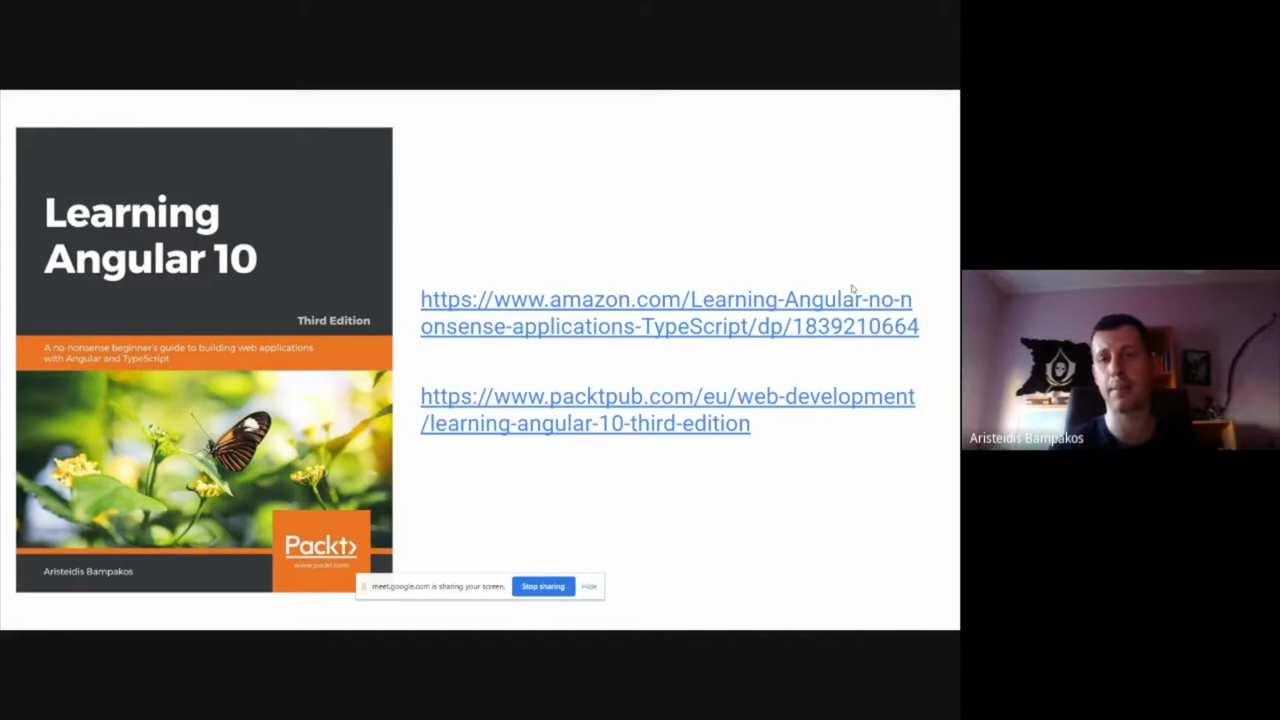 Learning
Angular 10
Third Edition
A no-nonsense beginner's guide to building web applications
with Angular and TypeScript
Packt>
www.packt.com
Aristeidis Bampakos
https://www.amazon.com/Learning-Angular-no-n
onsense-applications-TypeScript/dp/1839210664
https://www.packtpub.com/eu/web-development
/learning-angular-10-third-edition
meet.google.com is sharing your screen.
Stop sharing
Hide
Aristeidis Bampakos